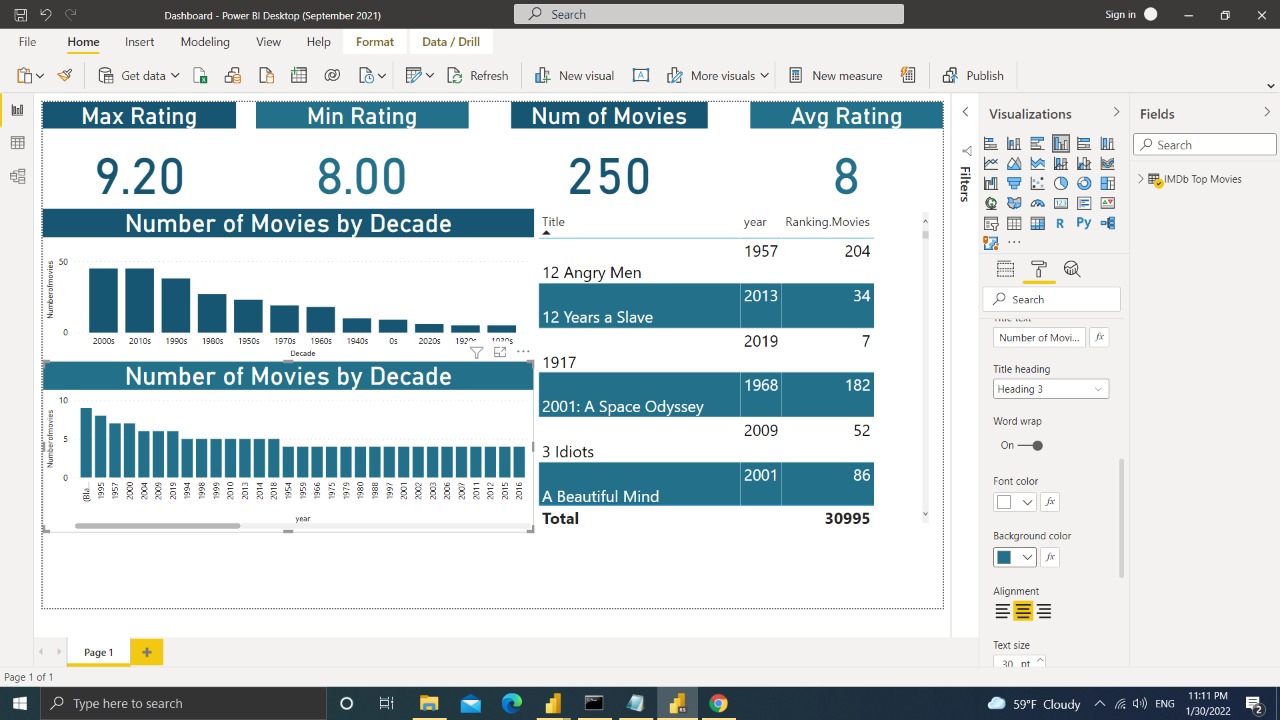 Dashboard - Power BI Desktop (September 2021)
Search
Sign in
File Home Insert Modeling View Help Format Data / Drill
Get data Refresh New visual More visuals New measure Publish
Max Rating Min Rating Num of Movies Avg Rating
9.20 8.00 250 8
Number of Movies by Decade
50
0
Numberofmovies
2000s 2010s 1990s 1980s 1950s 1970s 1960s 1940s 0s 2020s 1920s 1930s
Decade
Number of Movies by Decade
10
5
0
Numberofmovies
(Bla... 1995 1957 2000 2004 2009 2019 1994 1998 1999 2010 2013 2014 2018 1954 1959 1966 1975 1979 1980 1988 1997 2001 2002 2003 2006 2007 2011 2012 2015 2016
year
Title year Ranking.Movies
1957 204
12 Angry Men
2013 34
12 Years a Slave
2019 7
1917
1968 182
2001: A Space Odyssey
2009 52
3 Idiots
2001 86
A Beautiful Mind
Total 30995
Filters
Visualizations
R Py
Search
Title text
Number of Movi... fx
Title heading
Heading 3
Word wrap
On
Font color
fx
Background color
fx
Alignment
Text size
30 pt
Fields
Search
IMDb Top Movies
Page 1
Page 1 of 1
Type here to search
59°F Cloudy
ENG
11:11 PM
1/30/2022
2